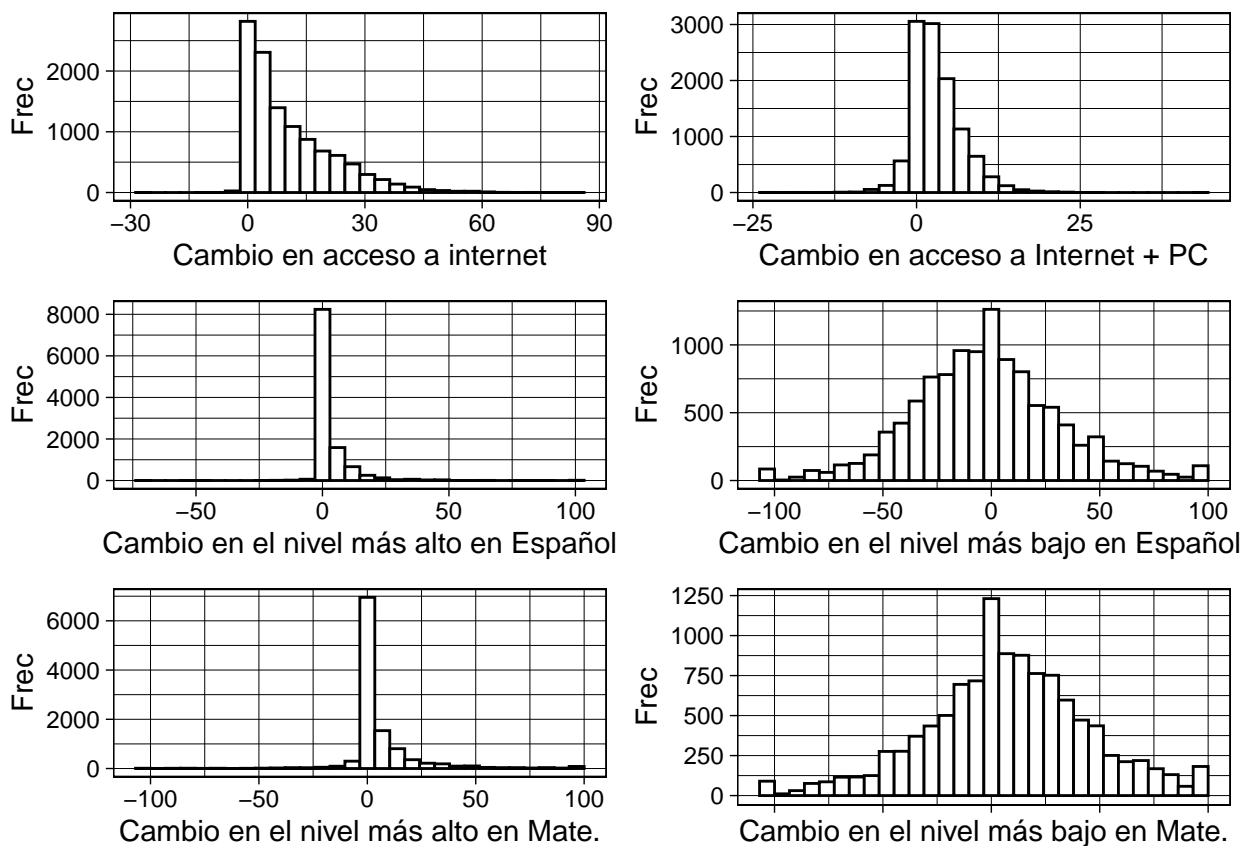 Frec
2000
1000
0
−30 0 30 60 90
Cambio en acceso a internet
Frec
3000
2000
1000
0
−25 0 25
Cambio en acceso a Internet + PC
Frec
8000
6000
4000
2000
0
−50 0 50 100
Cambio en el nivel más alto en Español
Frec
1000
500
0
−100 −50 0 50 100
Cambio en el nivel más bajo en Español
Frec
6000
4000
2000
0
−100 −50 0 50 100
Cambio en el nivel más alto en Mate.
Frec
1250
1000
750
500
250
0
Cambio en el nivel más bajo en Mate.